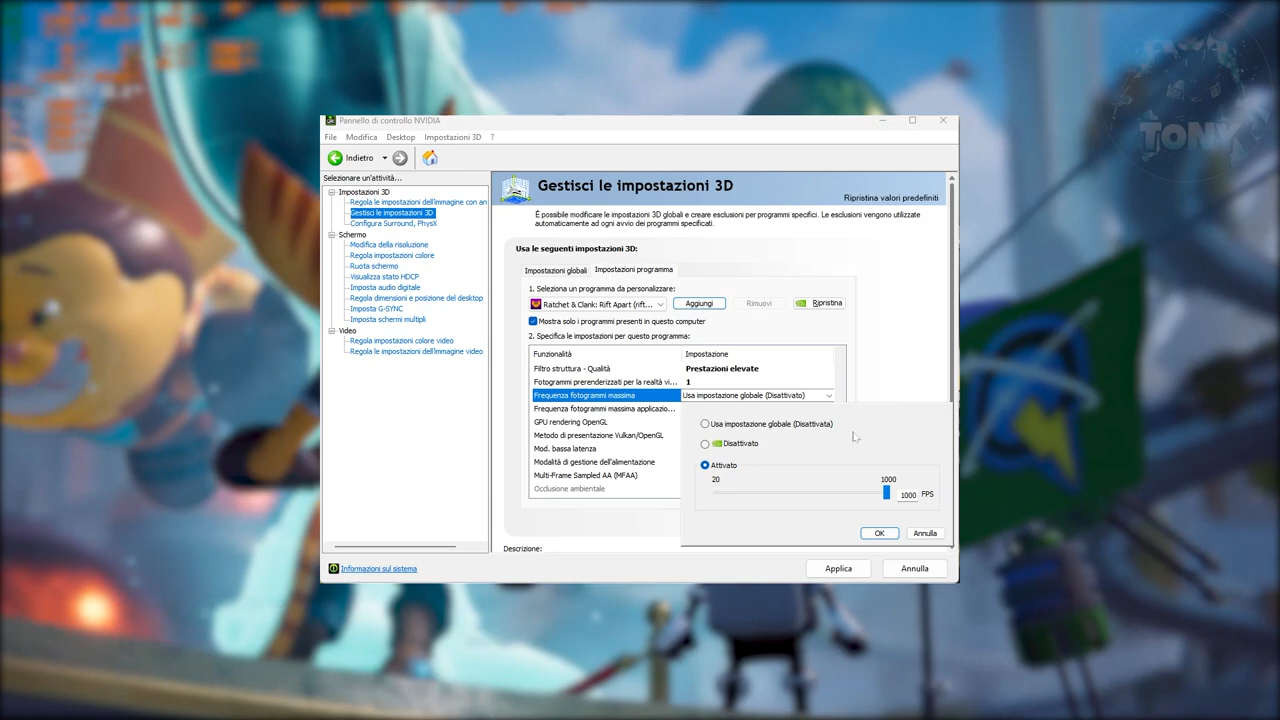 TONY
Pannello di controllo NVIDIA
File Modifica Desktop Impostazioni 3D ?
Indietro
Selezionare un'attività...
Impostazioni 3D
Regola le impostazioni dell'immagine con an
Gestisci le impostazioni 3D
Configura Surround, PhysX
Schermo
Modifica della risoluzione
Regola impostazioni colore
Ruota schermo
Visualizza stato HDCP
Imposta audio digitale
Regola dimensioni e posizione del desktop
Imposta G-SYNC
Imposta schermi multipli
Video
Regola impostazioni colore video
Regola le impostazioni dell'immagine video
Gestisci le impostazioni 3D
Ripristina valori predefiniti
È possibile modificare le impostazioni 3D globali e creare esclusioni per programmi specifici. Le esclusioni vengono utilizzate
automaticamente ad ogni avvio dei programmi specificati.
Usa le seguenti impostazioni 3D:
Impostazioni globali Impostazioni programma
1. Seleziona un programma da personalizzare:
Ratchet & Clank: Rift Apart (rift... Aggiungi Rimuovi Ripristina
Mostra solo i programmi presenti in questo computer
2. Specifica le impostazioni per questo programma:
Funzionalità Impostazione
Filtro struttura - Qualità Prestazioni elevate
Fotogrammi prerenderizzati per la realtà vi... 1
Frequenza fotogrammi massima Usa impostazione globale (Disattivato)
Frequenza fotogrammi massima applicazio...
GPU rendering OpenGL
Metodo di presentazione Vulkan/OpenGL
Mod. bassa latenza
Modalità di gestione dell'alimentazione
Multi-Frame Sampled AA (MFAA)
Occlusione ambientale
Usa impostazione globale (Disattivata)
Disattivato
Attivato
20 1000
1000 FPS
OK Annulla
Descrizione:
Informazioni sul sistema
Applica Annulla